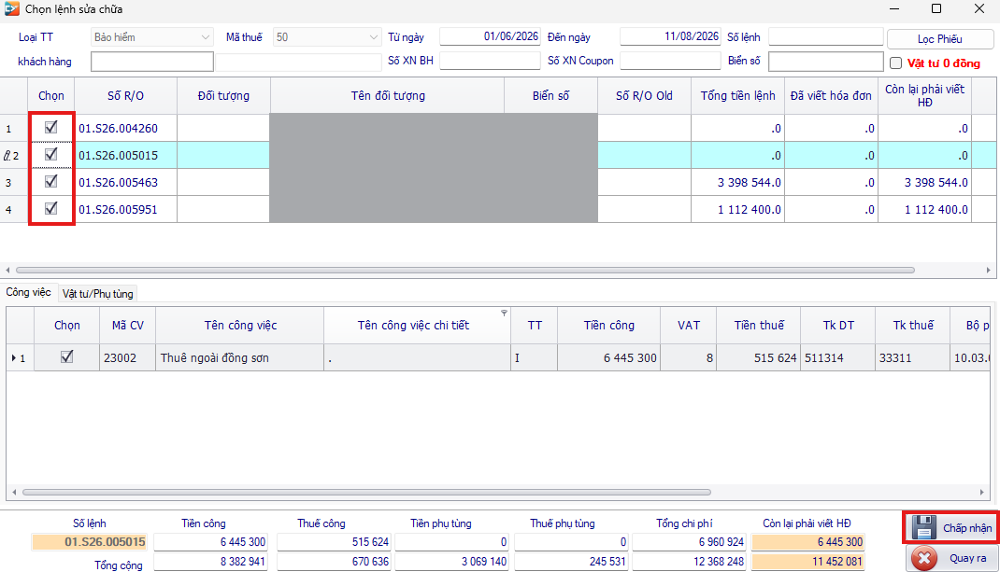 Chọn lệnh sửa chữa
Loại TT Bảo hiểm Mã thuế 50 Từ ngày 01/06/2026 Đến ngày 11/08/2026 Số lệnh Lọc Phiếu
khách hàng Số XN BH Số XN Coupon Biển số Vật tư 0 đồng
Chọn Số R/O Đối tượng Tên đối tượng Biển số Số R/O Old Tổng tiền lệnh Đã viết hóa đơn Còn lại phải viết HĐ
1 01.S26.004260 .0 .0 .0
2 01.S26.005015 .0 .0 .0
3 01.S26.005463 3 398 544.0 .0 3 398 544.0
4 01.S26.005951 1 112 400.0 .0 1 112 400.0
Công việc Vật tư/Phụ tùng
Chọn Mã CV Tên công việc Tên công việc chi tiết TT Tiền công VAT Tiền thuế Tk DT Tk thuế Bộ p
1 23002 Thuê ngoài đồng sơn . I 6 445 300 8 515 624 511314 33311 10.03.0
Số lệnh Tiền công Thuế công Tiền phụ tùng Thuế phụ tùng Tổng chi phí Còn lại phải viết HĐ Chấp nhận
01.S26.005015 6 445 300 515 624 0 0 6 960 924 6 445 300
Tổng cộng 8 382 941 670 636 3 069 140 245 531 12 368 248 11 452 081 Quay ra